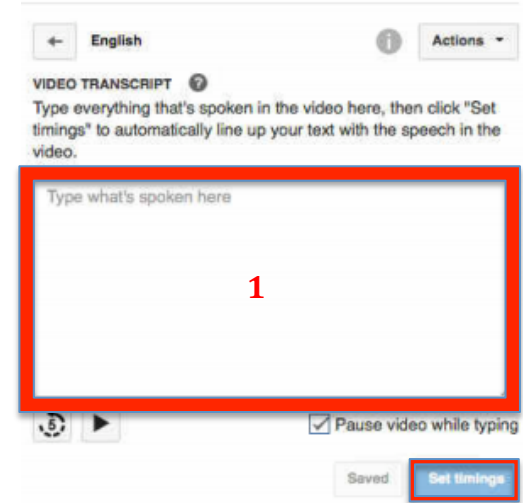 ← English Actions
VIDEO TRANSCRIPT ?
Type everything that's spoken in the video here, then click "Set
timings" to automatically line up your text with the speech in the
video.
Type what's spoken here
1
5 Pause video while typing
Saved Set timings